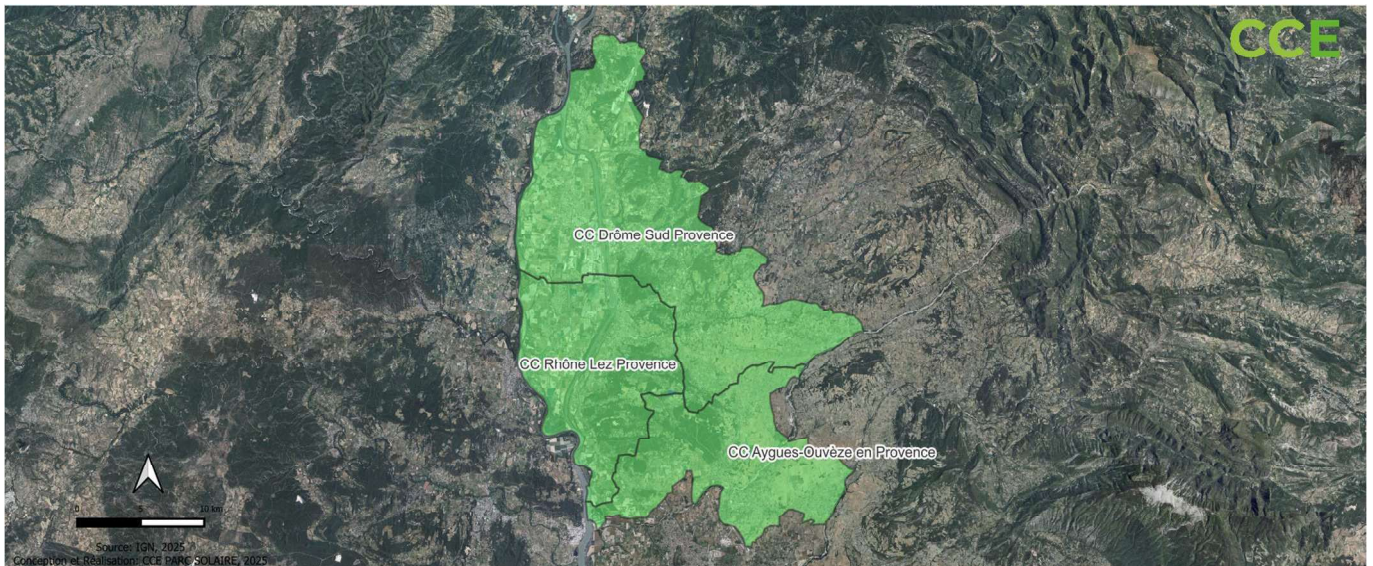 CCE
CC Drôme Sud Provence
CC Rhône Lez Provence
CC Aygues-Ouvèze en Provence
0 5 10 km
Source: IGN, 2025
Conception et Réalisation: CCE PARC SOLAIRE, 2025